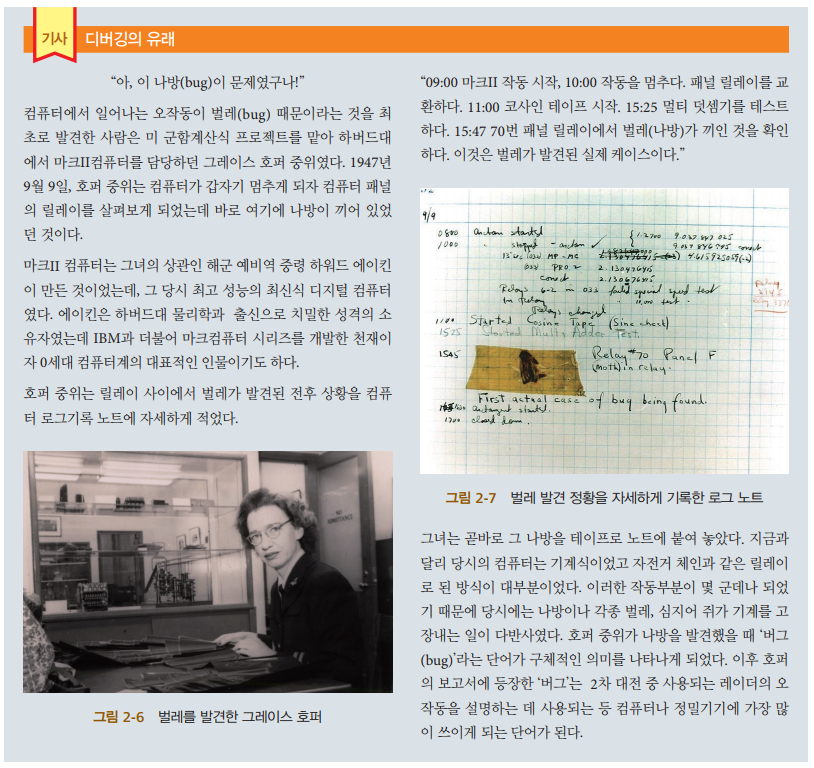 기사
디버깅의 유래
“아, 이 나방(bug)이 문제였구나!”
컴퓨터에서 일어나는 오작동이 벌레(bug) 때문이라는 것을 최
초로 발견한 사람은 미 군함계산식 프로젝트를 맡아 하버드대
에서 마크II컴퓨터를 담당하던 그레이스 호퍼 중위였다. 1947년
9월 9일, 호퍼 중위는 컴퓨터가 갑자기 멈추게 되자 컴퓨터 패널
의 릴레이를 살펴보게 되었는데 바로 여기에 나방이 끼어 있었
던 것이다.
마크II 컴퓨터는 그녀의 상관인 해군 예비역 중령 하워드 에이킨
이 만든 것이었는데, 그 당시 최고 성능의 최신식 디지털 컴퓨터
였다. 에이킨은 하버드대 물리학과 출신으로 치밀한 성격의 소
유자였는데 IBM과 더불어 마크컴퓨터 시리즈를 개발한 천재이
자 0세대 컴퓨터계의 대표적인 인물이기도 하다.
호퍼 중위는 릴레이 사이에서 벌레가 발견된 전후 상황을 컴퓨
터 로그기록 노트에 자세하게 적었다.
그림 2-6 벌레를 발견한 그레이스 호퍼
“09:00 마크II 작동 시작, 10:00 작동을 멈추다. 패널 릴레이를 교
환하다. 11:00 코사인 테이프 시작. 15:25 멀티 덧셈기를 테스트
하다. 15:47 70번 패널 릴레이에서 벌레(나방)가 끼인 것을 확인
하다. 이것은 벌레가 발견된 실제 케이스이다.”
9/9
0800 Antan started
1000 " stopped - antan ✓
13" UC (032) MP-MC
(033) PRO 2 2.130476415
correct 2.130676415
Relays 6-2 in 033 failed special speed test
in relay " 10.000 test.
Relays changed
1100 Started Cosine Tape (Sine check)
1525 Started Multi Adder Test.
1545 Relay #70 Panel F
(moth) in relay.
First actual case of bug being found.
antangent started.
1700 closed down.
그림 2-7 벌레 발견 정황을 자세하게 기록한 로그 노트
그녀는 곧바로 그 나방을 테이프로 노트에 붙여 놓았다. 지금과
달리 당시의 컴퓨터는 기계식이었고 자전거 체인과 같은 릴레이
로 된 방식이 대부분이었다. 이러한 작동부분이 몇 군데나 되었
기 때문에 당시에는 나방이나 각종 벌레, 심지어 쥐가 기계를 고
장내는 일이 다반사였다. 호퍼 중위가 나방을 발견했을 때 ‘버그
(bug)’라는 단어가 구체적인 의미를 나타나게 되었다. 이후 호퍼
의 보고서에 등장한 ‘버그’는 2차 대전 중 사용되는 레이더의 오
작동을 설명하는 데 사용되는 등 컴퓨터나 정밀기기에 가장 많
이 쓰이게 되는 단어가 된다.